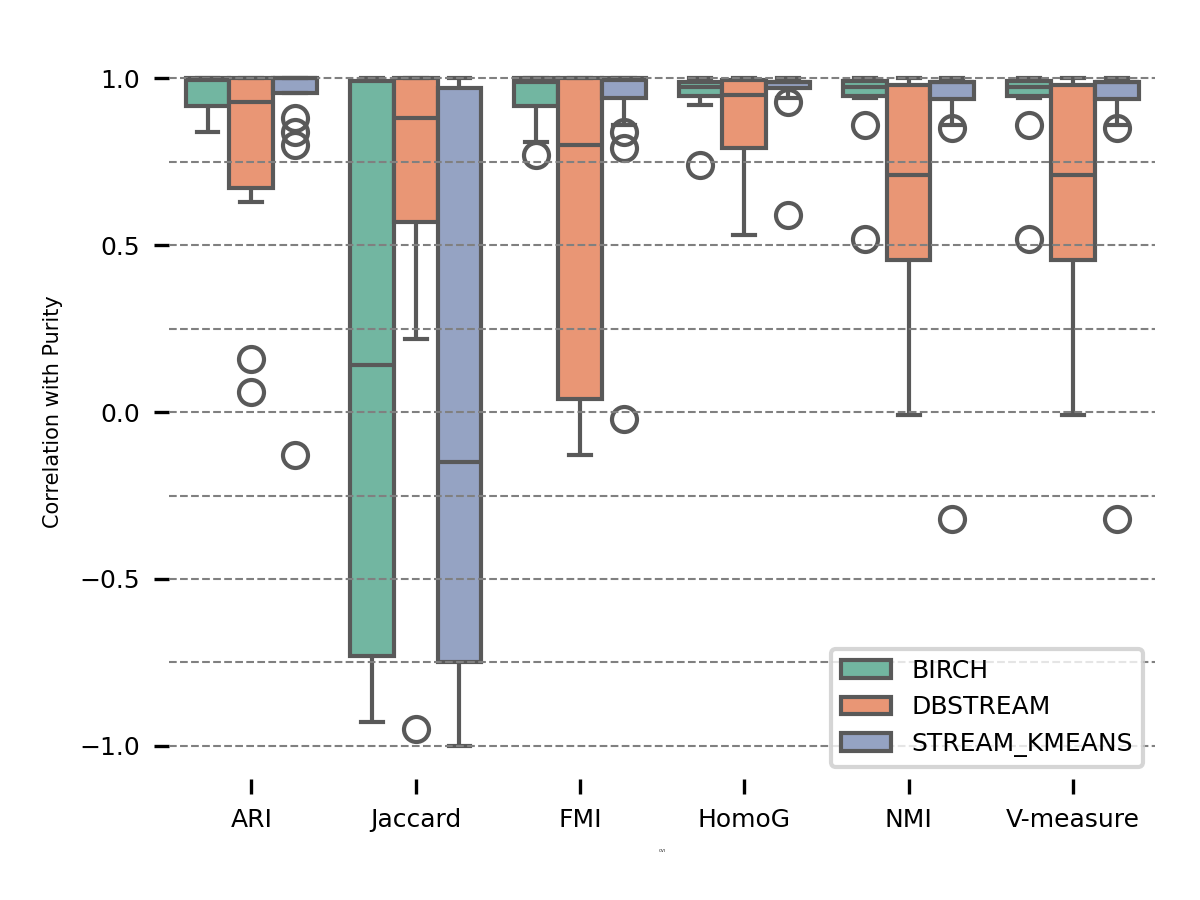 Correlation with Purity
1.0
0.5
0.0
−0.5
−1.0
BIRCH
DBSTREAM
STREAM_KMEANS
ARI Jaccard FMI HomoG NMI V-measure